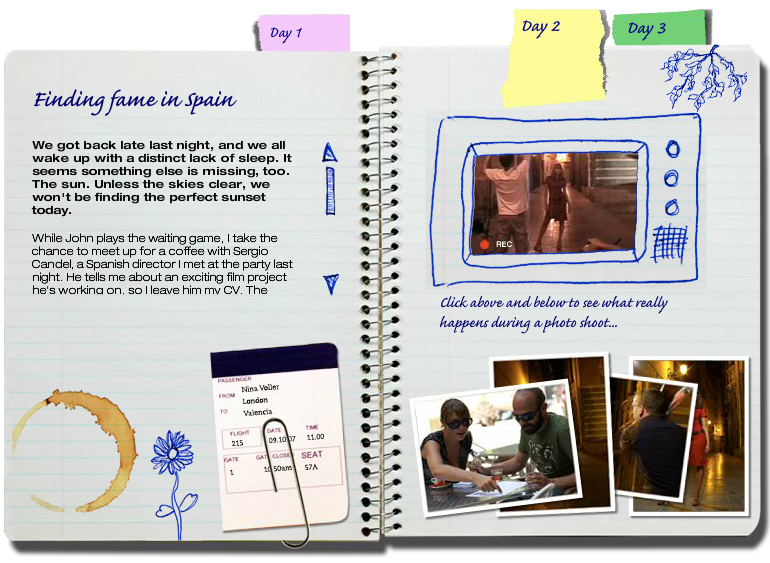 Day 1
Day 2
Day 3
Finding fame in Spain
We got back late last night, and we all
wake up with a distinct lack of sleep. It
seems something else is missing, too.
The sun. Unless the skies clear, we
won't be finding the perfect sunset
today.
While John plays the waiting game, I take the
chance to meet up for a coffee with Sergio
Candel, a Spanish director I met at the party last
night. He tells me about an exciting film project
he's working on, so I leave him my CV. The
REC
Click above and below to see what really
happens during a photo shoot...
PASSENGER
Nina Voller
FROM London
TO Valencia
FLIGHT DATE TIME
215 09.10 07 11.00
GATE CLOSE SEAT
1 50am 57A